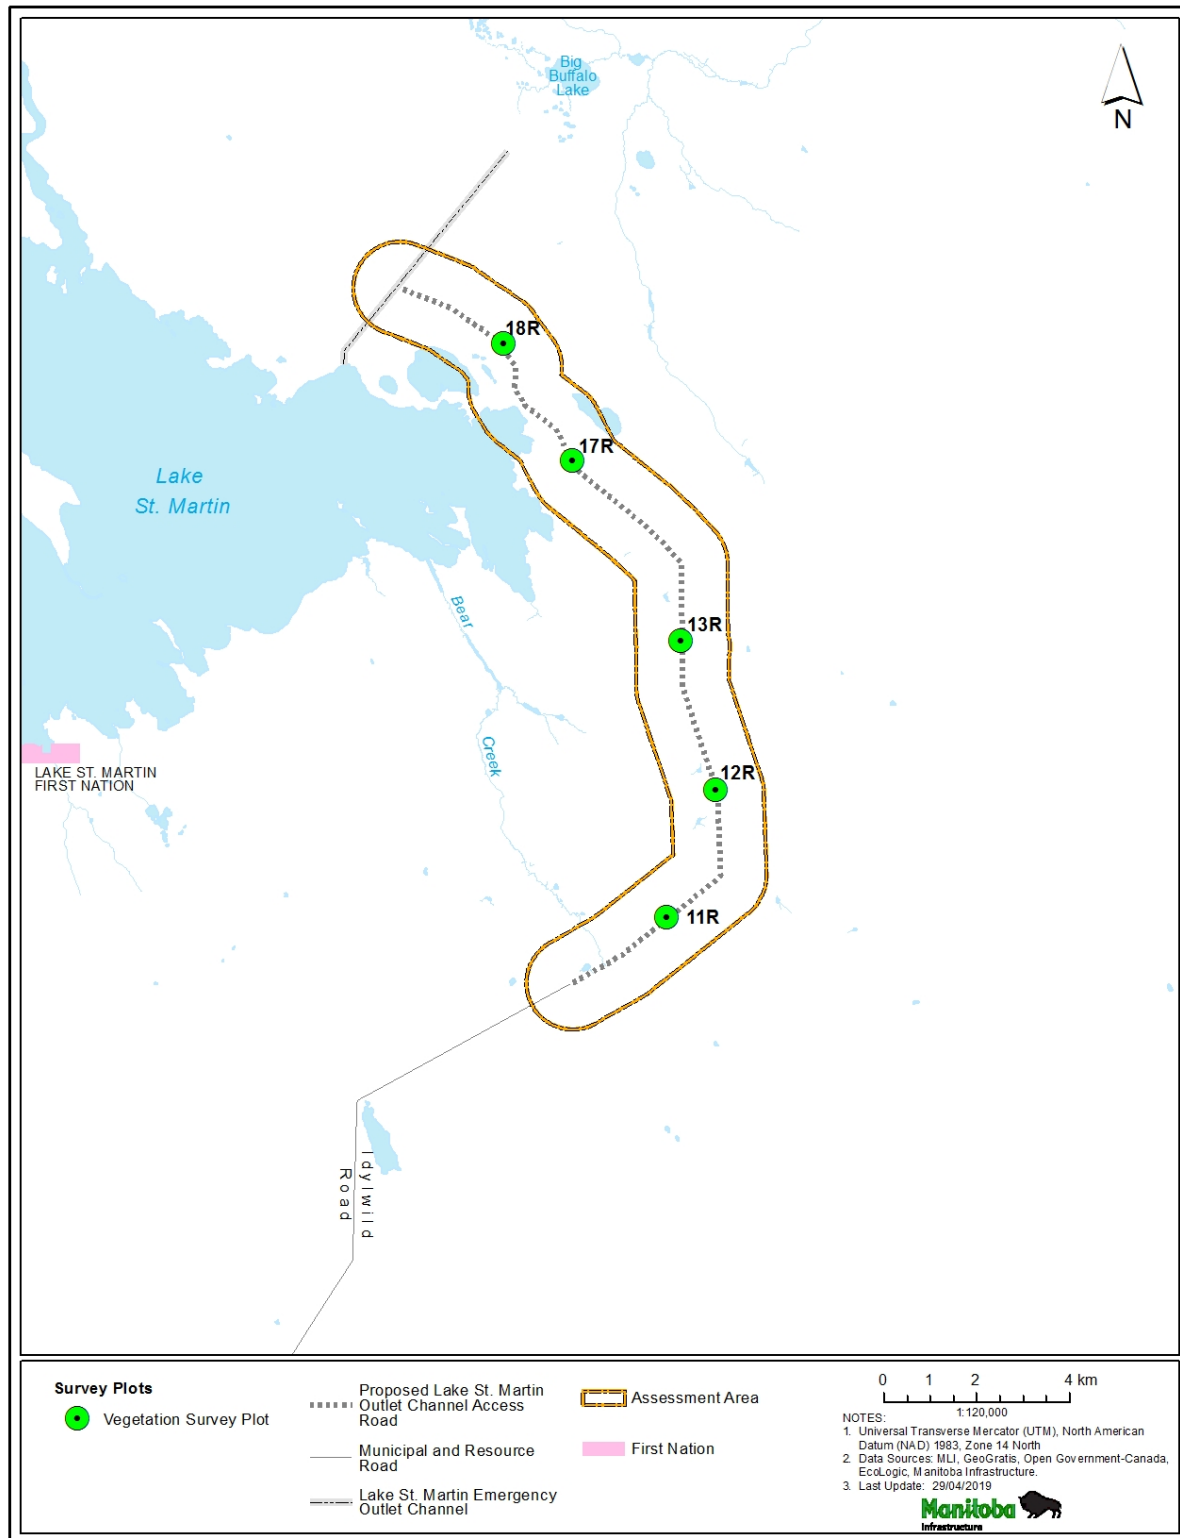 Big
Buffalo
Lake
N
18R
17R
Lake
St. Martin
Bear
13R
Creek
LAKE ST. MARTIN
FIRST NATION
12R
11R
Idylwild
Road
Survey Plots
Vegetation Survey Plot
Proposed Lake St. Martin
Outlet Channel Access
Road
Municipal and Resource
Road
Lake St. Martin Emergency
Outlet Channel
Assessment Area
First Nation
0 1 2 4 km
1:120,000
NOTES:
1. Universal Transverse Mercator (UTM), North American
Datum (NAD) 1983, Zone 14 North
2. Data Sources: MLI, GeoGratis, Open Government-Canada,
EcoLogic, Manitoba Infrastructure.
3. Last Update: 29/04/2019
Manitoba
Infrastructure